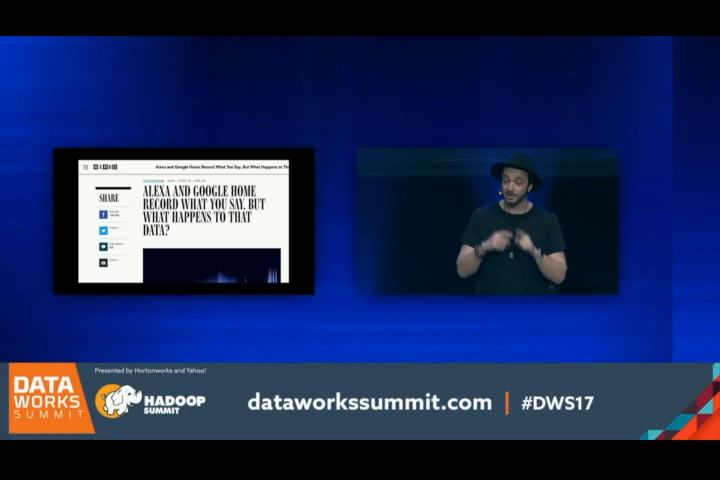 WIRED
Alexa and Google Home Record What You Say. But What Happens to Th
SHARE
ALEXA AND GOOGLE HOME
RECORD WHAT YOU SAY. BUT
WHAT HAPPENS TO THAT
DATA?
Presented by Hortonworks and Yahoo!
DATA
WORKS
SUMMIT
HADOOP
SUMMIT
dataworkssummit.com
#DWS17